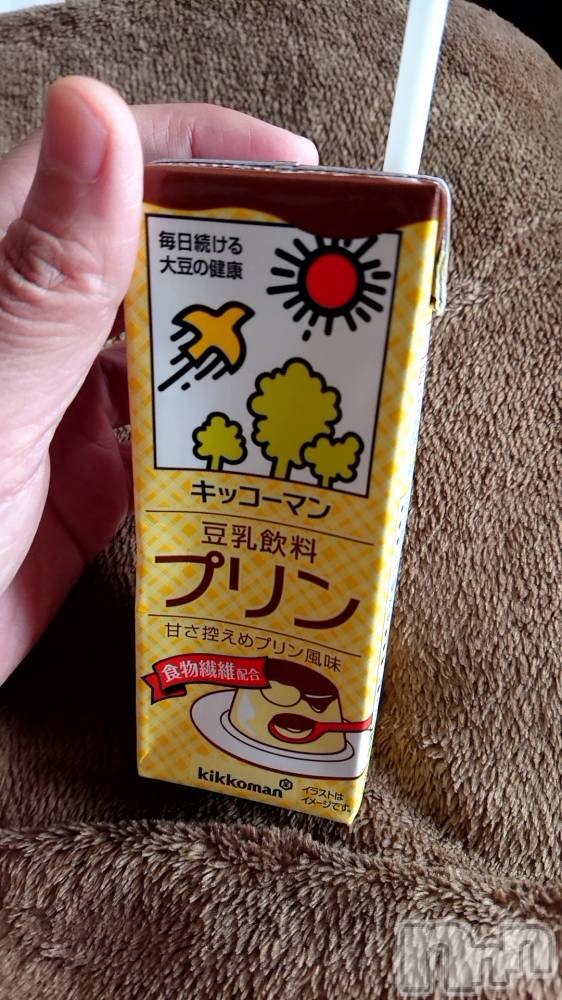 毎日続ける
大豆の健康
キッコーマン
豆乳飲料
プリン
甘さ控えめプリン風味
食物繊維配合
kikkoman
イラストは
イメージです。